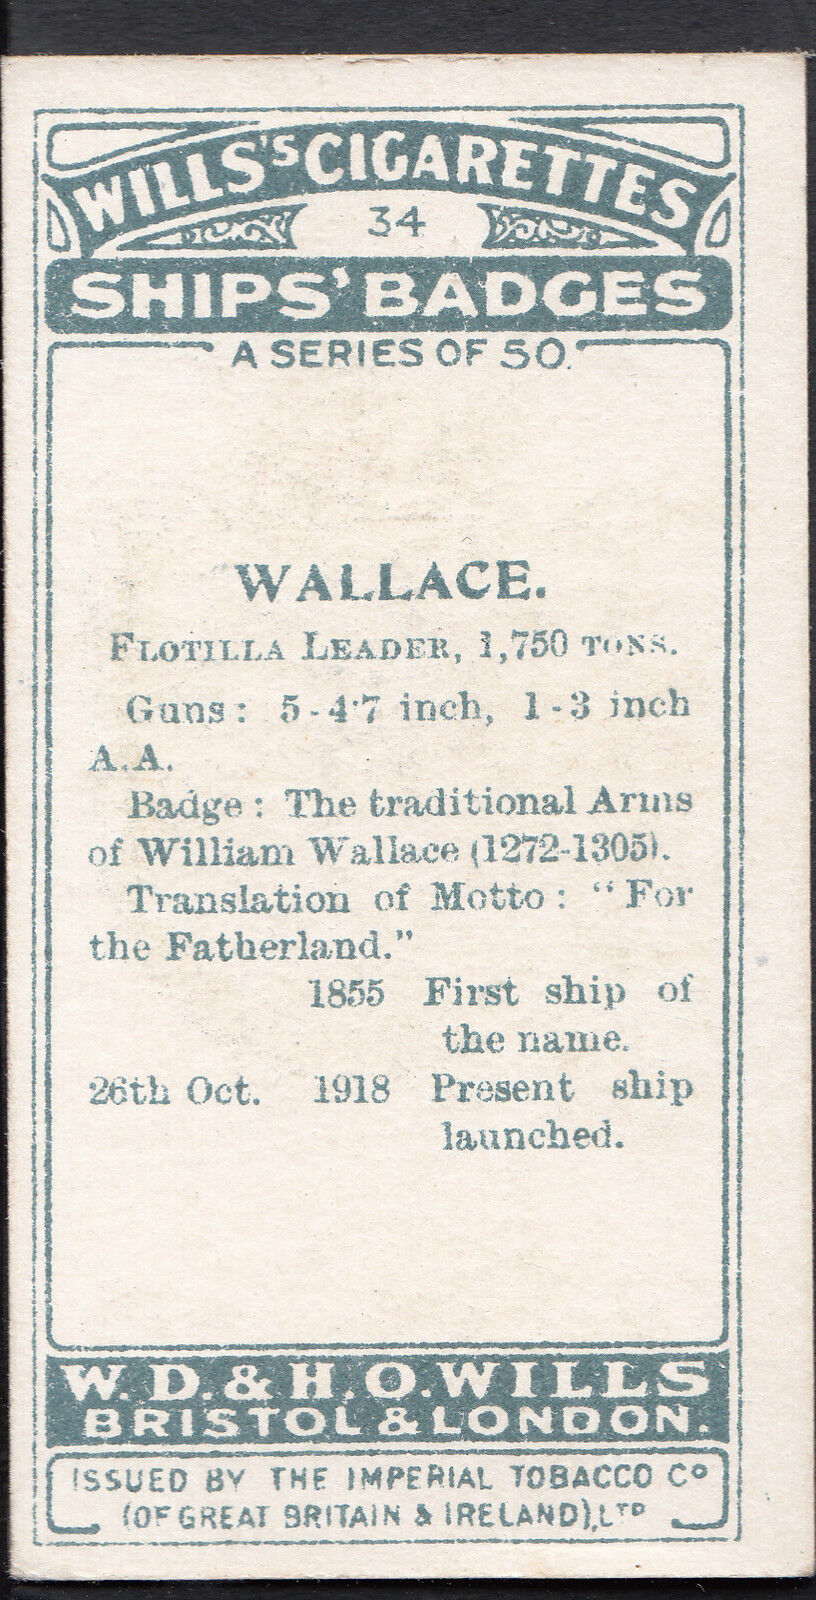 WILLS'S CIGARETTES
34
SHIPS' BADGES
A SERIES OF 50.
WALLACE.
FLOTILLA LEADER, 1,750 TONS.
Guns: 5-4·7 inch, 1-3 inch
A.A.
Badge: The traditional Arms
of William Wallace (1272-1305).
Translation of Motto: "For
the Fatherland."
1855 First ship of
the name.
26th Oct. 1918 Present ship
launched.
W. D. & H. O. WILLS
BRISTOL & LONDON.
ISSUED BY THE IMPERIAL TOBACCO Co
(OF GREAT BRITAIN & IRELAND), LTD